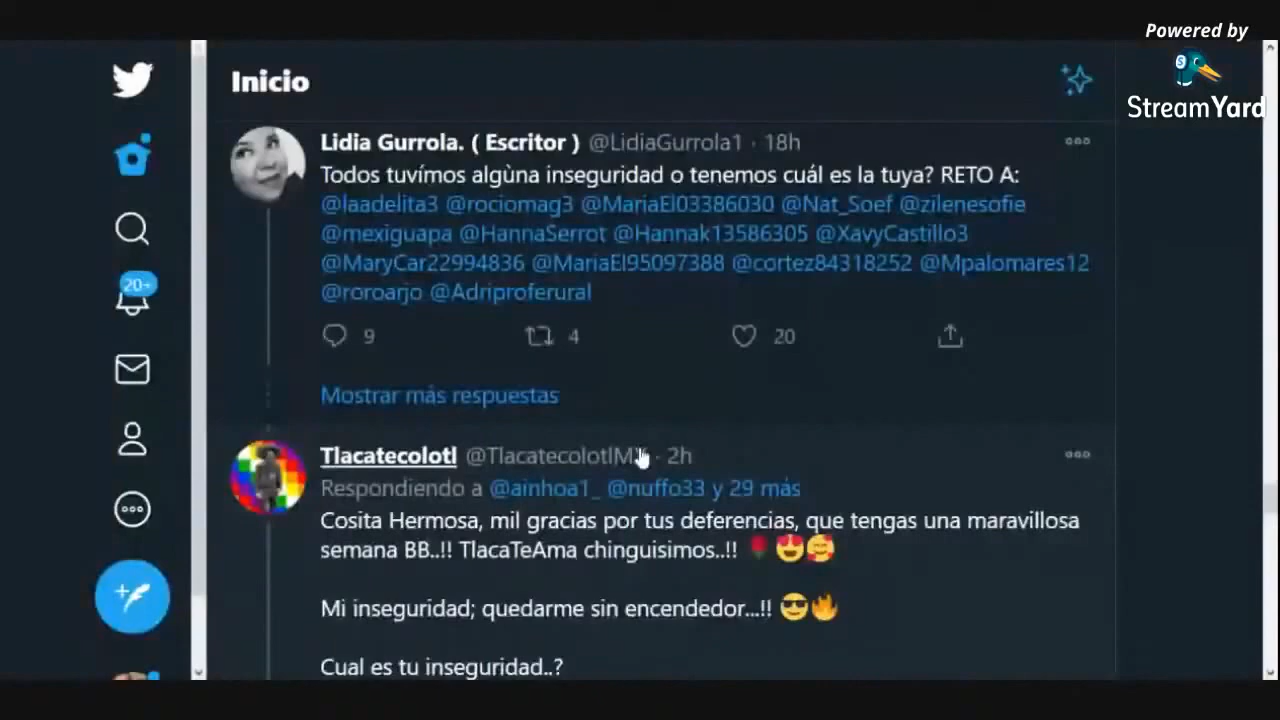 Powered by
StreamYard
Inicio
Lidia Gurrola. ( Escritor ) @LidiaGurrola1 · 18h
Todos tuvímos algùna inseguridad o tenemos cuál es la tuya? RETO A:
@laadelita3 @rociomag3 @MariaEl03386030 @Nat_Soef @zilenesofie
@mexiguapa @HannaSerrot @Hannak13586305 @XavyCastillo3
@MaryCar22994836 @MariaEl95097388 @cortez84318252 @Mpalomares12
@roroarjo @Adriproferural
20+
9 4 20
Mostrar más respuestas
Tlacatecolotl · 2h
Respondiendo a @ainhoa1_ @nuffo33 y 29 más
Cosita Hermosa, mil gracias por tus deferencias, que tengas una maravillosa
semana BB..!! TlacaTeAma chinguisimos..!! 🌹😍🥰
Mi inseguridad; quedarme sin encendedor...!! 😎🔥
Cual es tu inseguridad..?